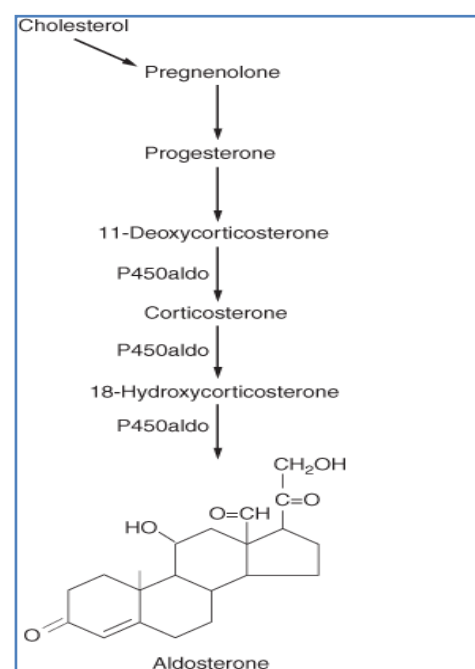 Cholesterol
Pregnenolone
Progesterone
11-Deoxycorticosterone
P450aldo
Corticosterone
P450aldo
18-Hydroxycorticosterone
P450aldo
CH₂OH
C=O
O=CH
HO
O
Aldosterone